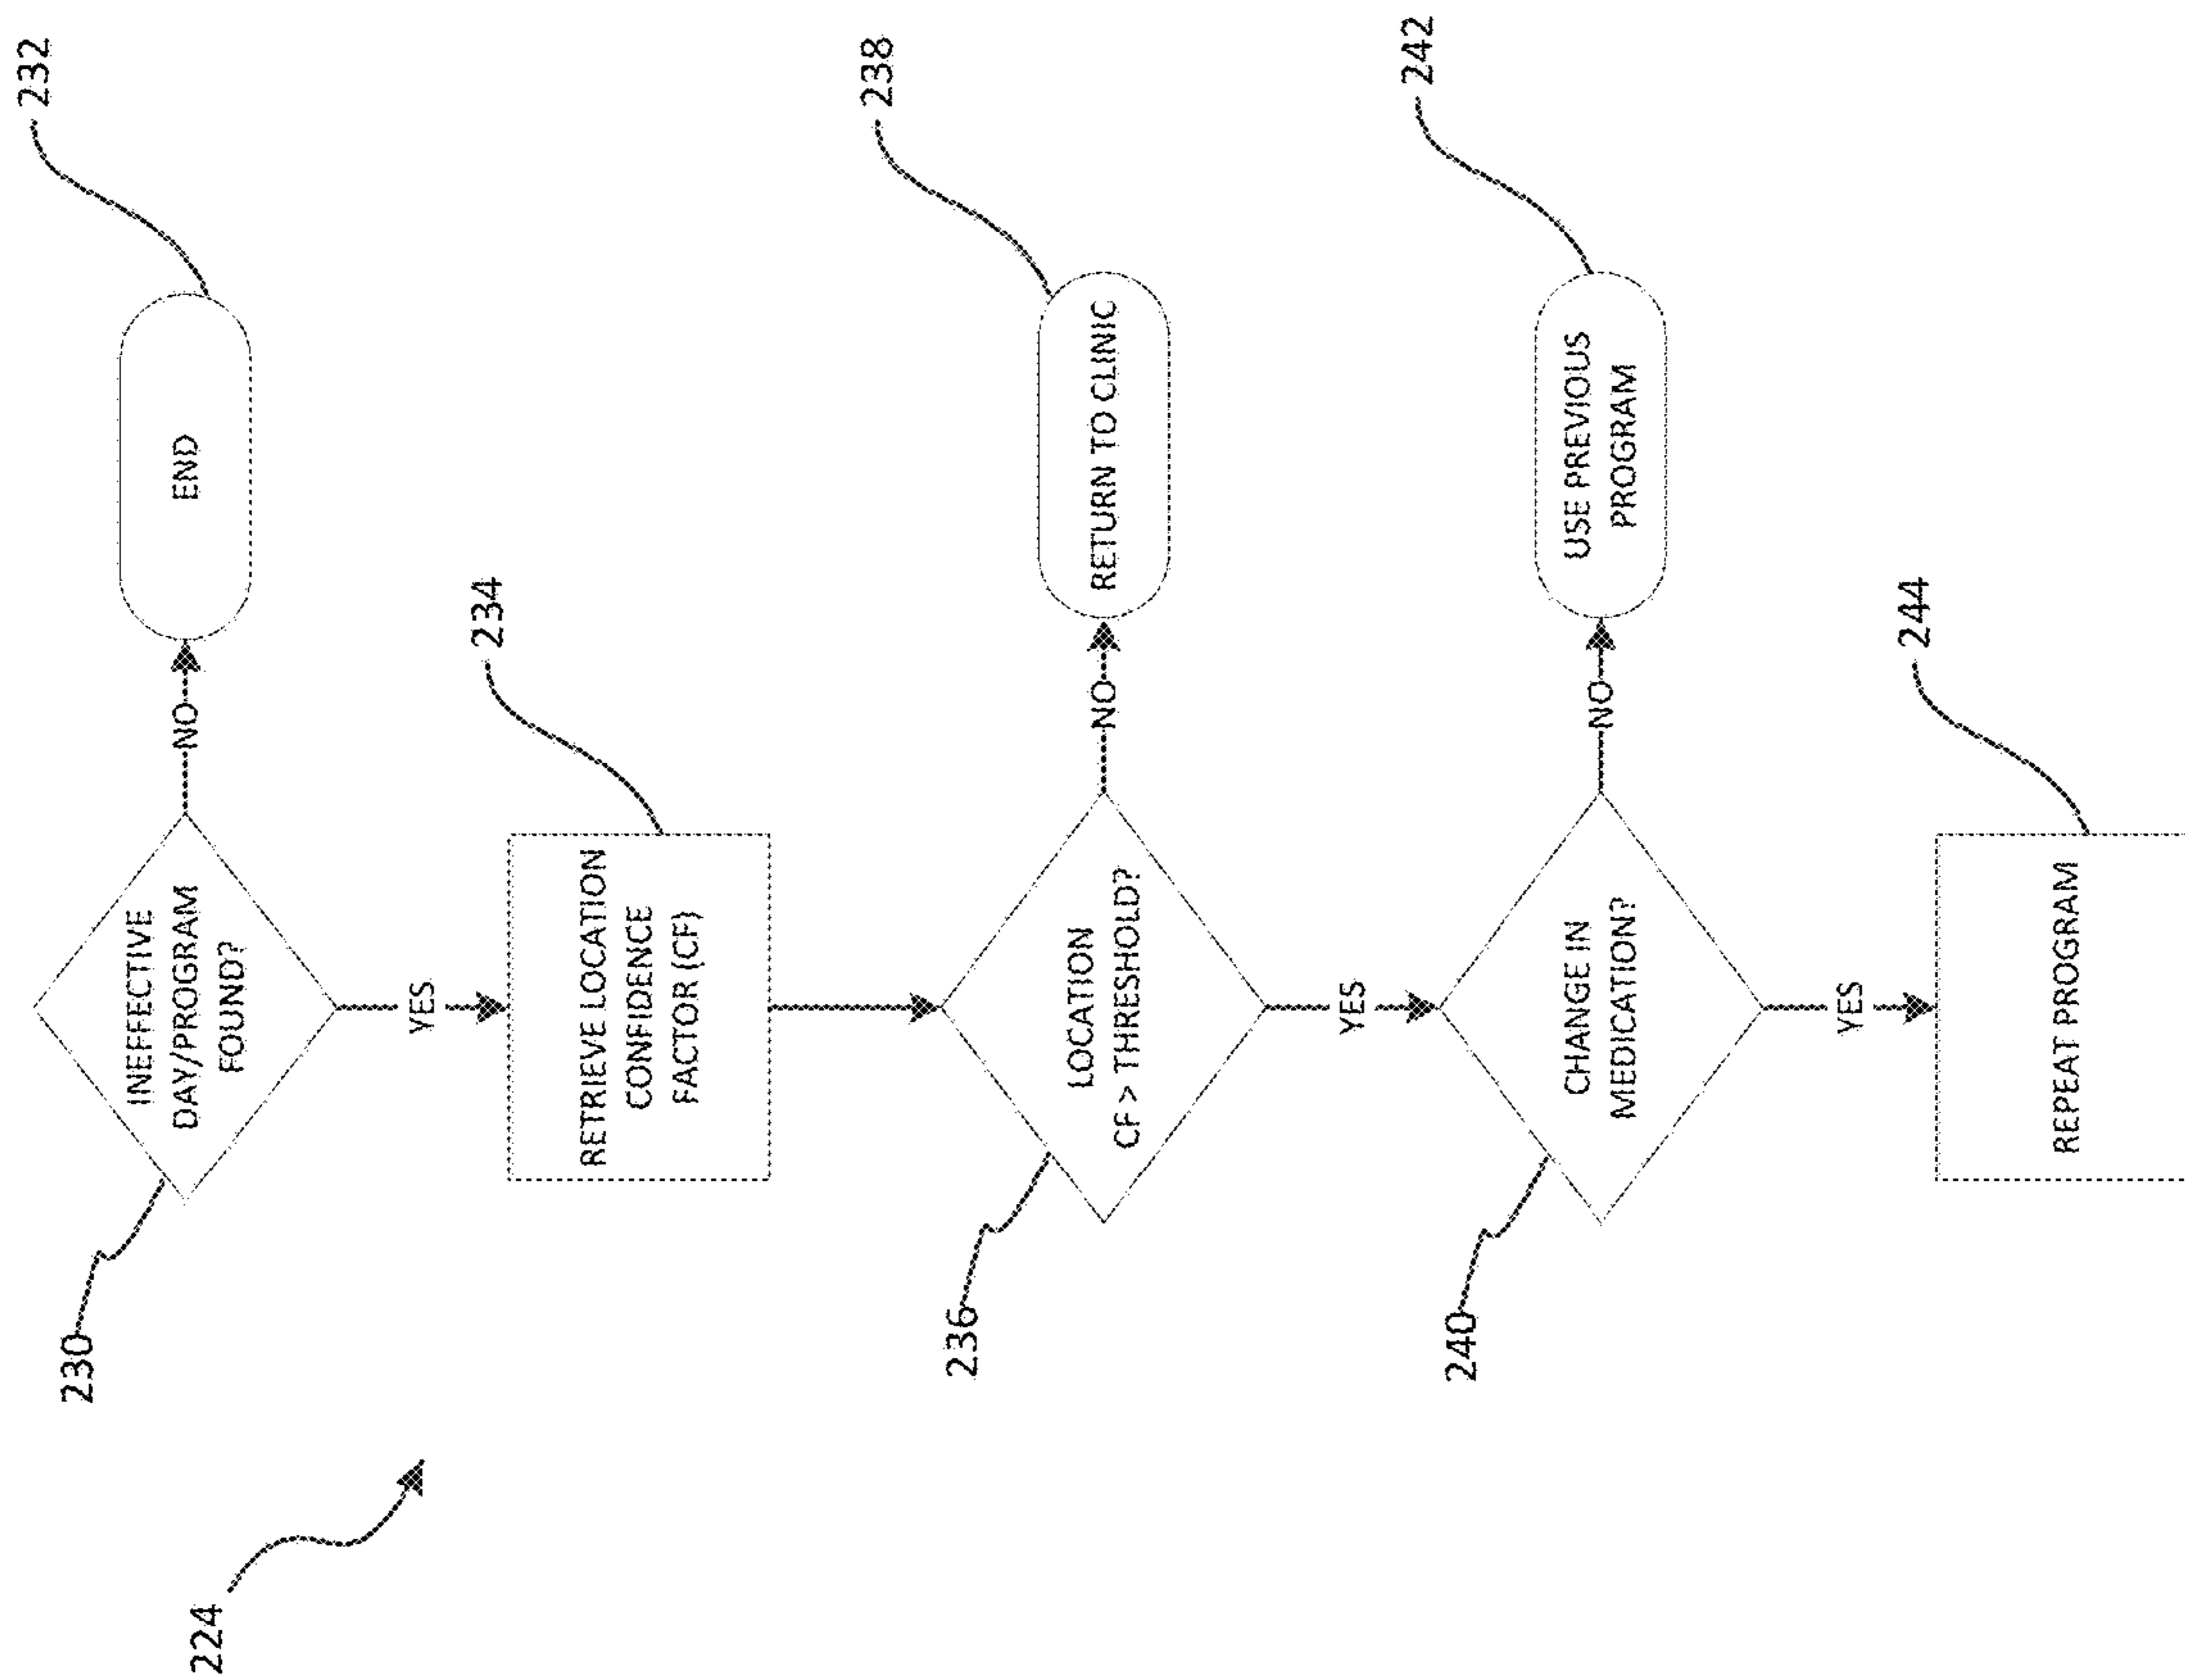 232
END
NO
INEFFECTIVE
DAY/PROGRAM
FOUND?
230
YES
234
RETRIEVE LOCATION
CONFIDENCE
FACTOR (CF)
224
238
RETURN TO CLINIC
NO
LOCATION
CF > THRESHOLD?
236
YES
242
USE PREVIOUS
PROGRAM
NO
CHANGE IN
MEDICATION?
240
YES
244
REPEAT PROGRAM